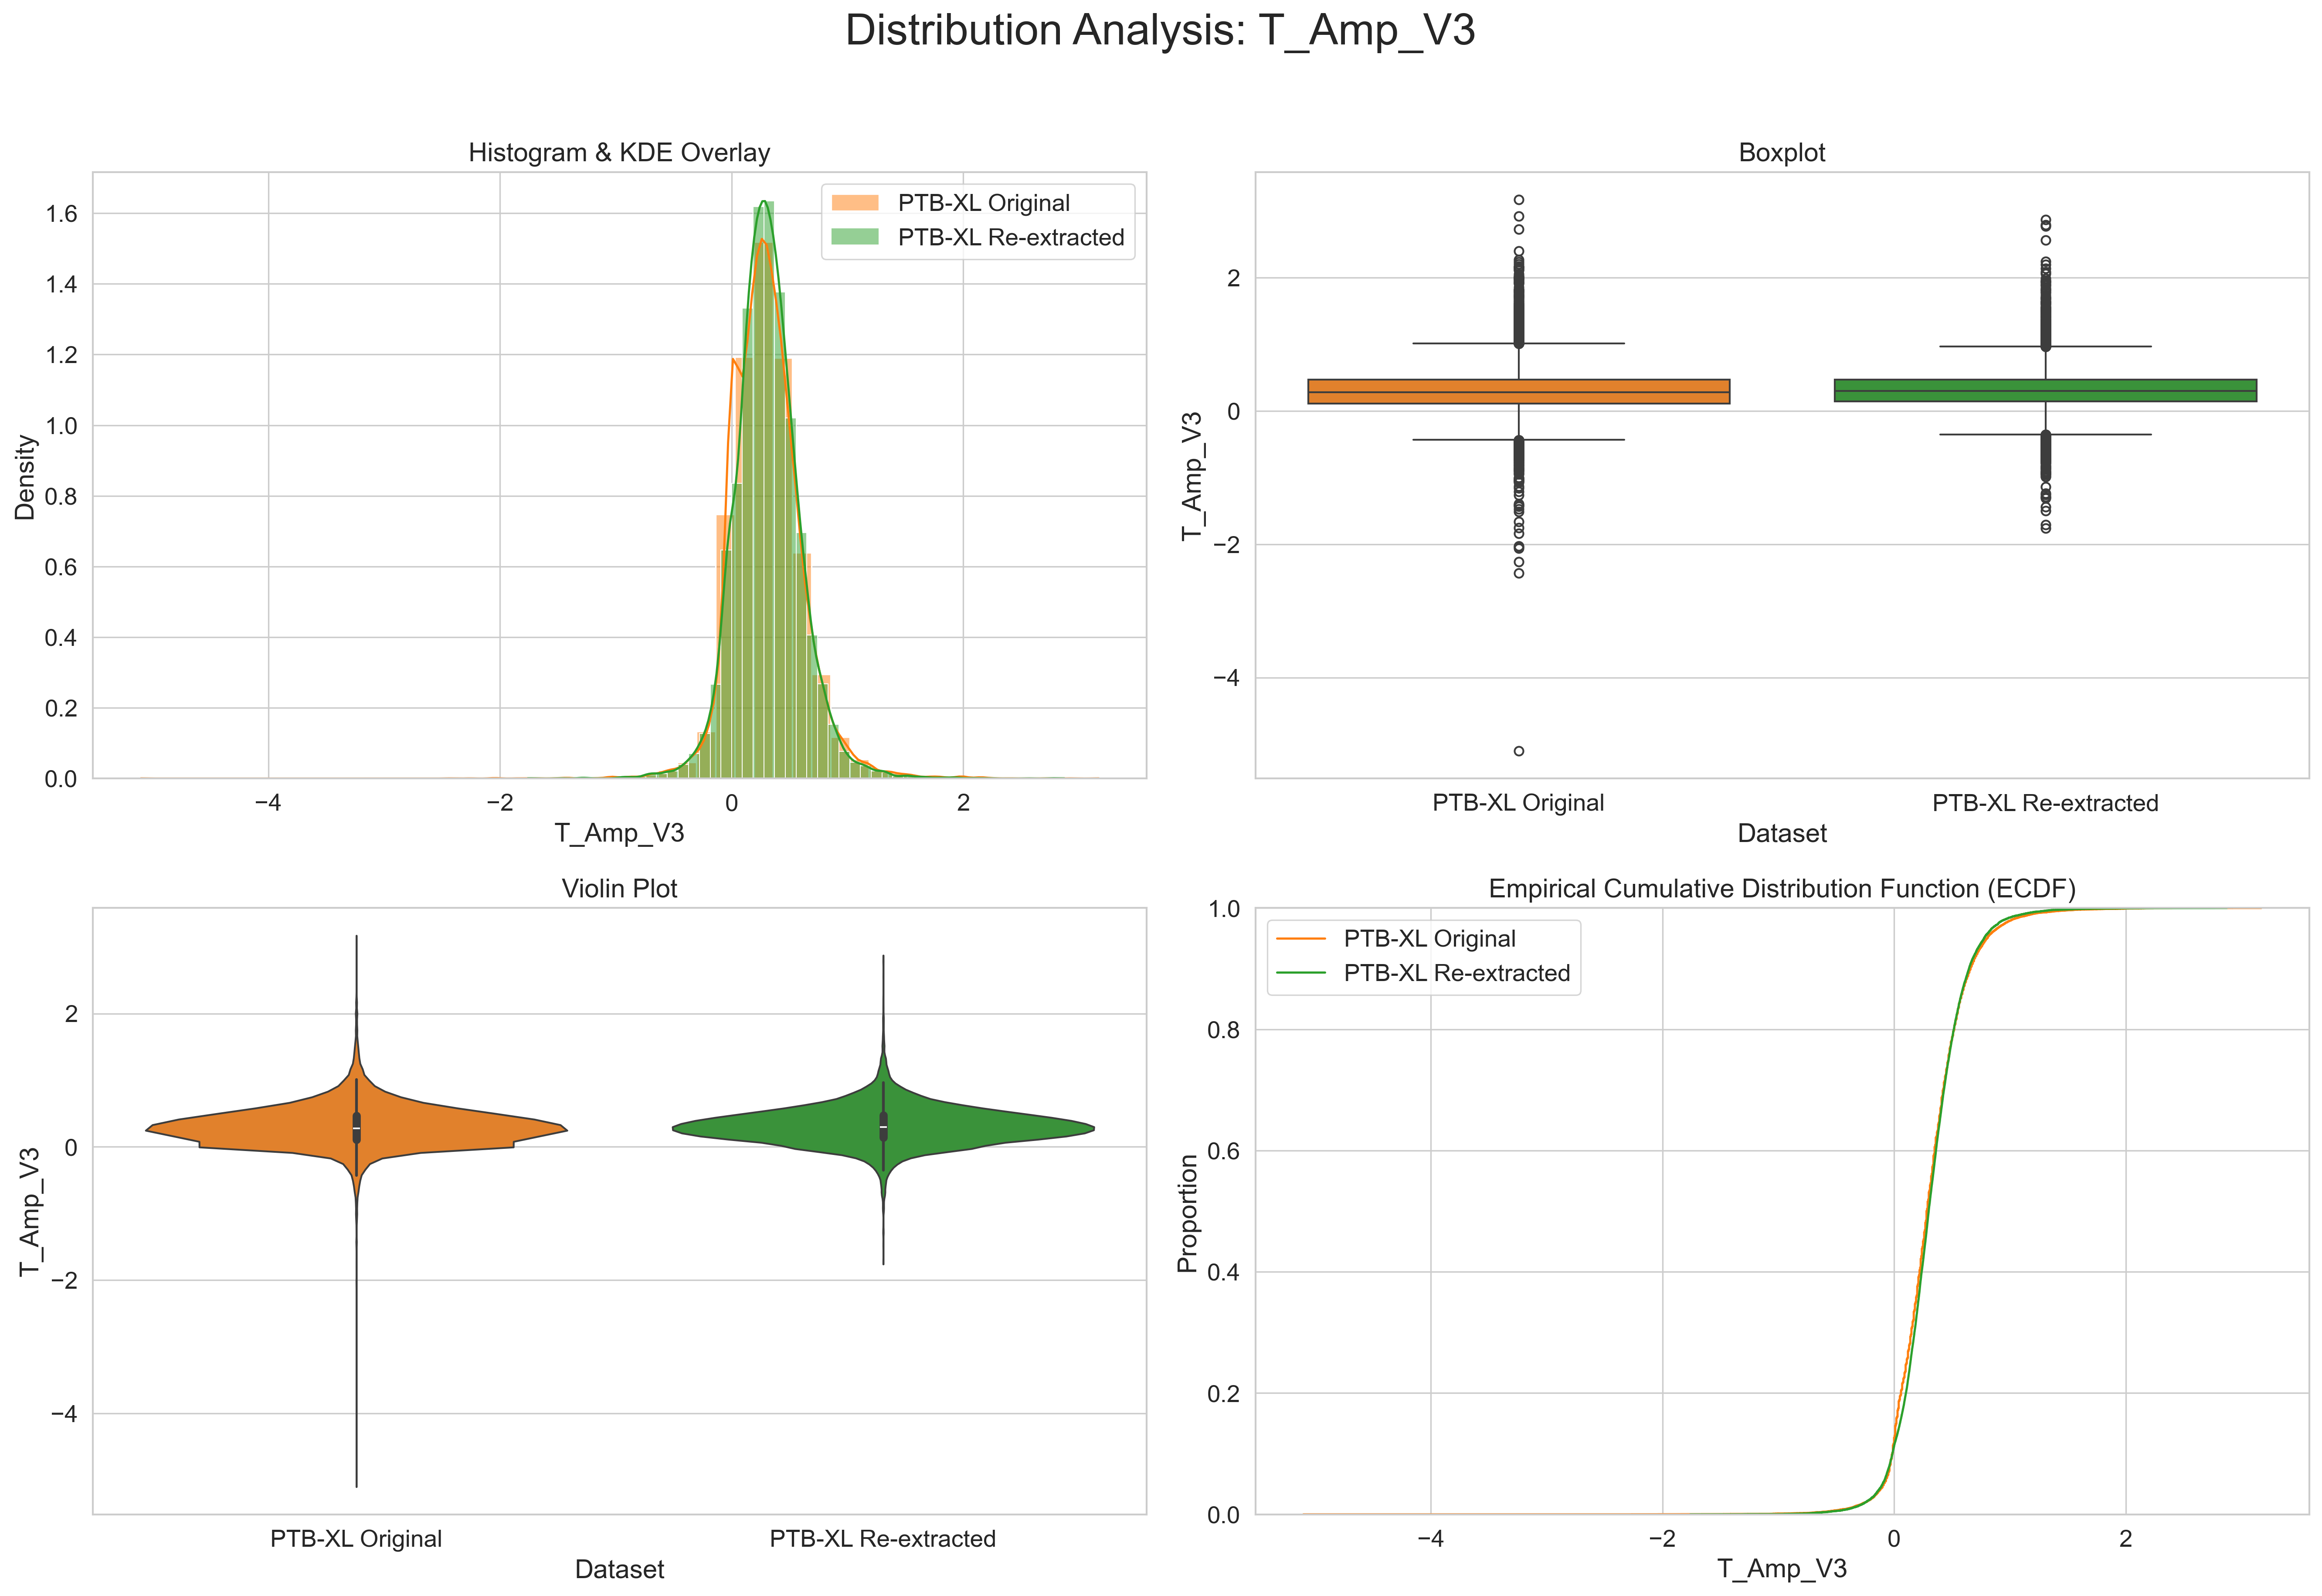 Distribution Analysis: T_Amp_V3
Histogram & KDE Overlay
PTB-XL Original
PTB-XL Re-extracted
1.6
1.4
1.2
1.0
0.8
0.6
0.4
0.2
0.0
Density
−4
−2
0
2
T_Amp_V3
Boxplot
2
0
−2
−4
T_Amp_V3
PTB-XL Original
PTB-XL Re-extracted
Dataset
Violin Plot
2
0
−2
−4
T_Amp_V3
PTB-XL Original
PTB-XL Re-extracted
Dataset
Empirical Cumulative Distribution Function (ECDF)
PTB-XL Original
PTB-XL Re-extracted
1.0
0.8
0.6
0.4
0.2
0.0
Proportion
−4
−2
0
2
T_Amp_V3